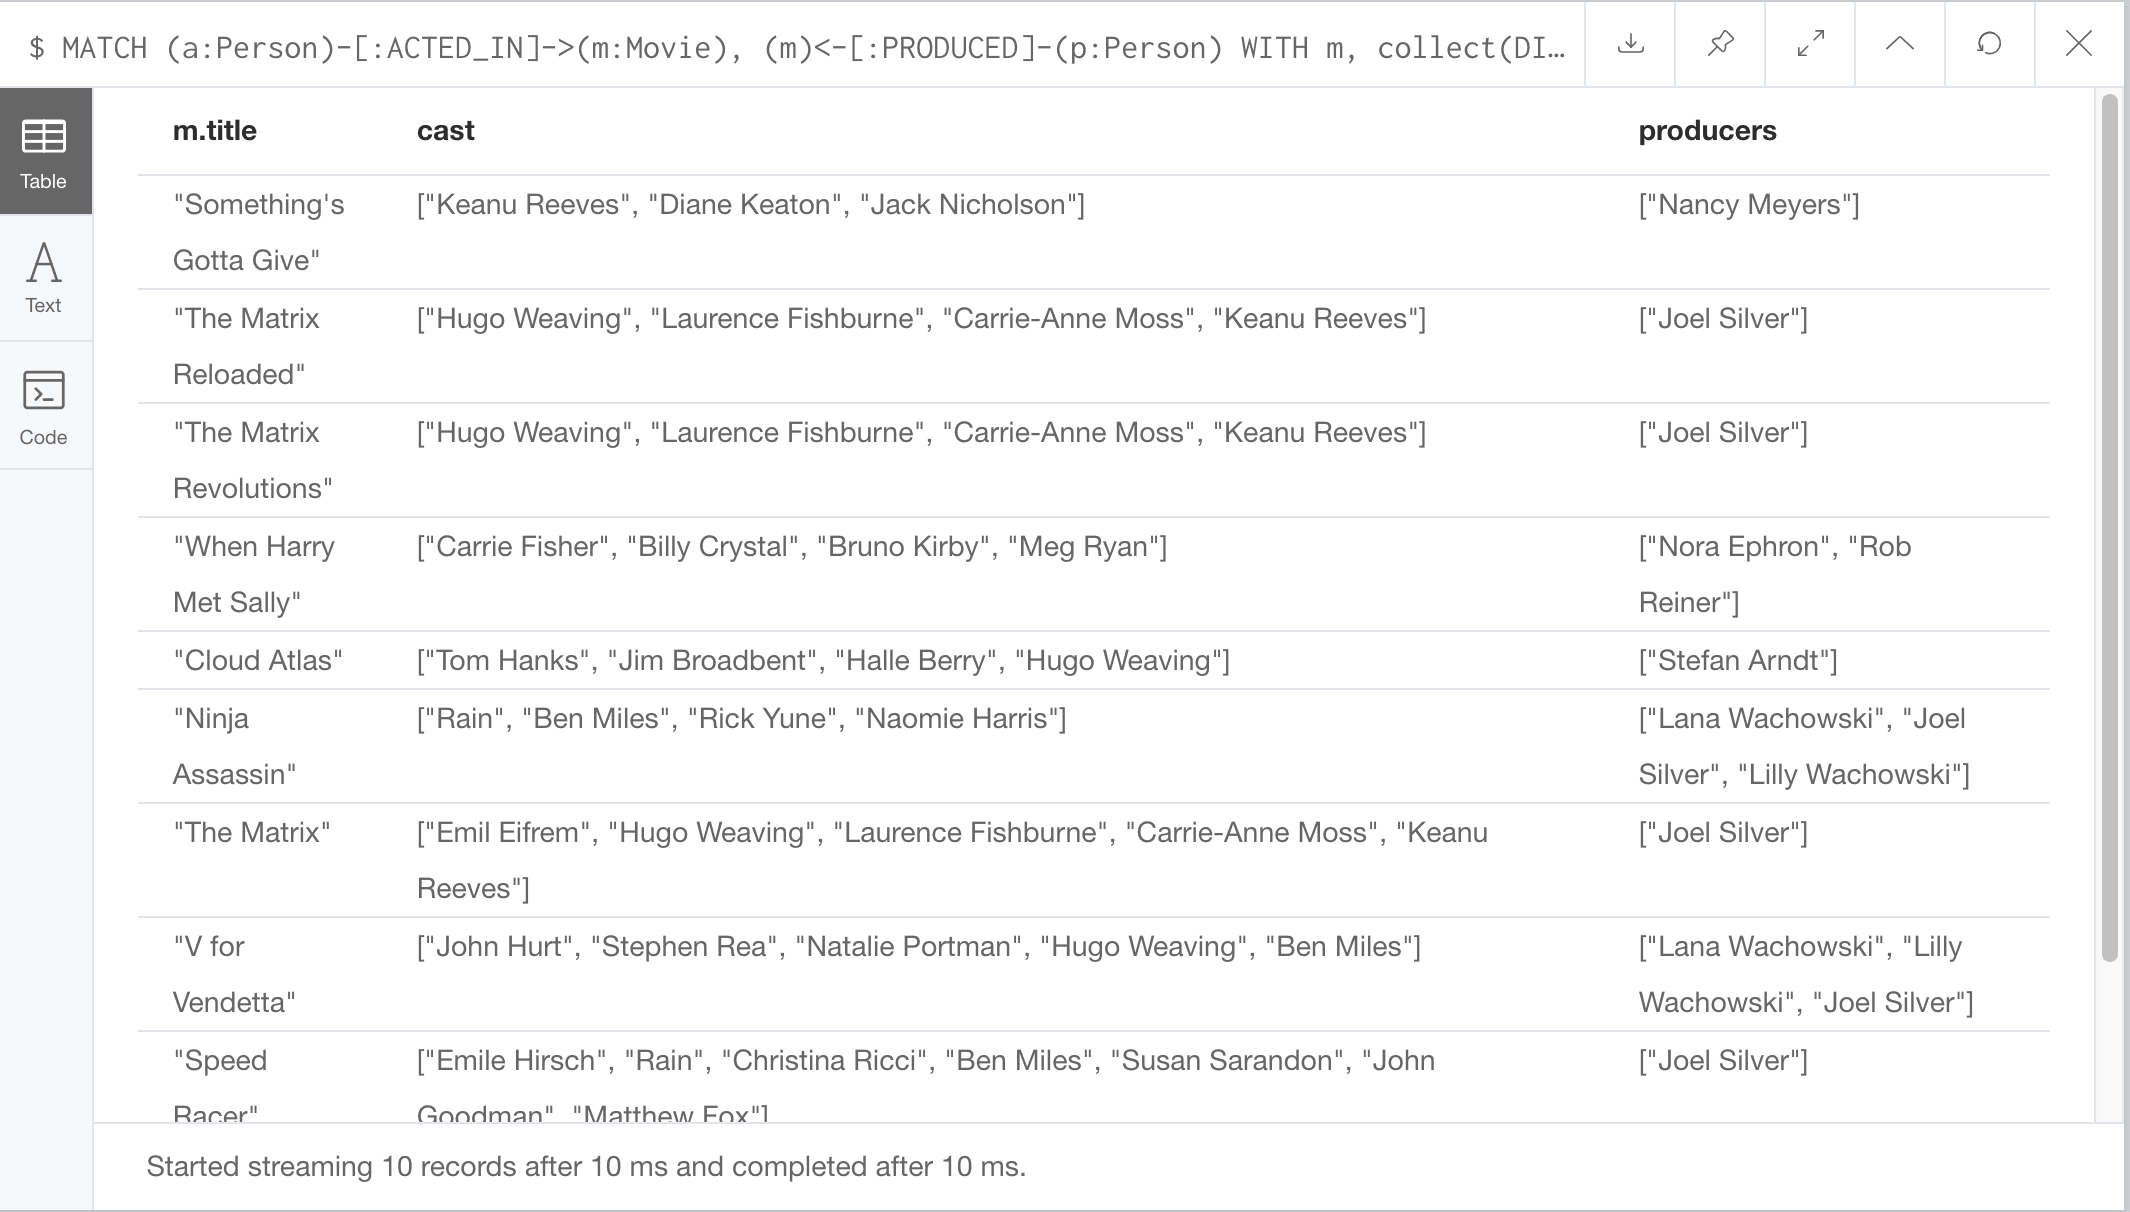 $ MATCH (a:Person)-[:ACTED_IN]->(m:Movie), (m)<-[:PRODUCED]-(p:Person) WITH m, collect(DI…
Table
Text
Code
m.title cast producers
"Something's ["Keanu Reeves", "Diane Keaton", "Jack Nicholson"] ["Nancy Meyers"]
Gotta Give"
"The Matrix ["Hugo Weaving", "Laurence Fishburne", "Carrie-Anne Moss", "Keanu Reeves"] ["Joel Silver"]
Reloaded"
"The Matrix ["Hugo Weaving", "Laurence Fishburne", "Carrie-Anne Moss", "Keanu Reeves"] ["Joel Silver"]
Revolutions"
"When Harry ["Carrie Fisher", "Billy Crystal", "Bruno Kirby", "Meg Ryan"] ["Nora Ephron", "Rob
Met Sally" Reiner"]
"Cloud Atlas" ["Tom Hanks", "Jim Broadbent", "Halle Berry", "Hugo Weaving"] ["Stefan Arndt"]
"Ninja ["Rain", "Ben Miles", "Rick Yune", "Naomie Harris"] ["Lana Wachowski", "Joel
Assassin" Silver", "Lilly Wachowski"]
"The Matrix" ["Emil Eifrem", "Hugo Weaving", "Laurence Fishburne", "Carrie-Anne Moss", "Keanu ["Joel Silver"]
Reeves"]
"V for ["John Hurt", "Stephen Rea", "Natalie Portman", "Hugo Weaving", "Ben Miles"] ["Lana Wachowski", "Lilly
Vendetta" Wachowski", "Joel Silver"]
"Speed ["Emile Hirsch", "Rain", "Christina Ricci", "Ben Miles", "Susan Sarandon", "John ["Joel Silver"]
Racer" Goodman", "Matthew Fox"]
Started streaming 10 records after 10 ms and completed after 10 ms.